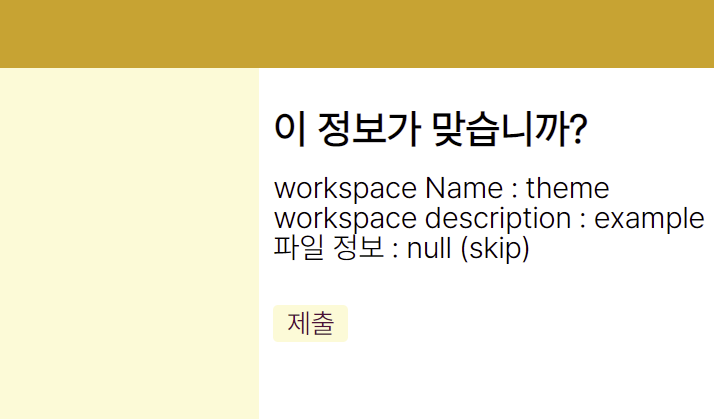 이 정보가 맞습니까?
workspace Name : theme
workspace description : example
파일 정보 : null (skip)
제출